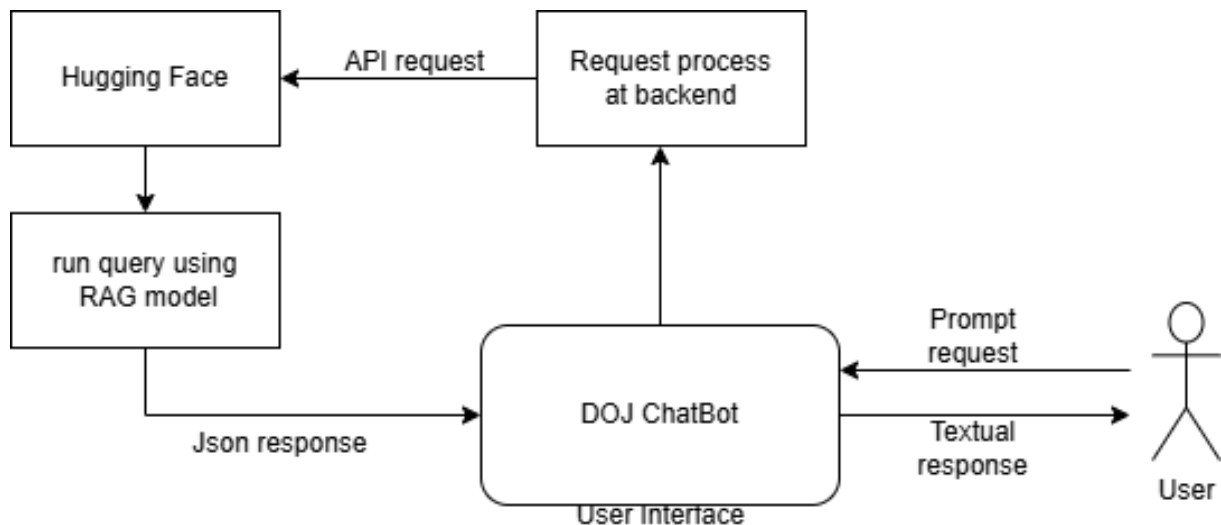 Hugging Face
API request
Request process
at backend
run query using
RAG model
Json response
DOJ ChatBot
User Interface
Prompt
request
Textual
response
User